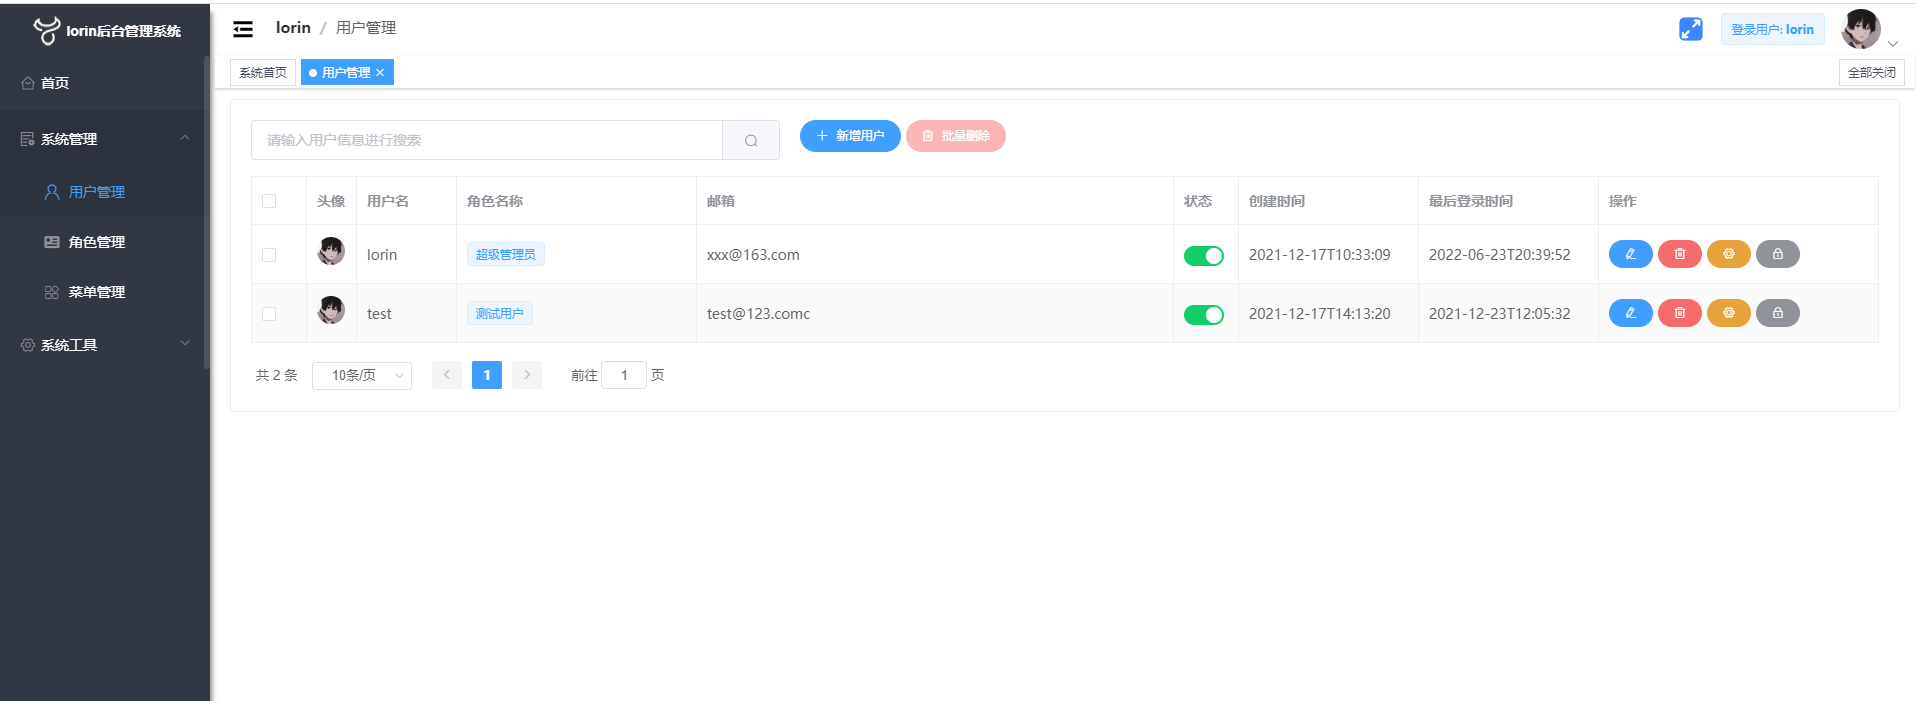 lorin后台管理系统
首页
系统管理
用户管理
角色管理
菜单管理
系统工具
lorin / 用户管理
登录用户: lorin
系统首页
用户管理
全部关闭
请输入用户信息进行搜索
新增用户
批量删除
头像 用户名 角色名称 邮箱 状态 创建时间 最后登录时间 操作
lorin 超级管理员 xxx@163.com 2021-12-17T10:33:09 2022-06-23T20:39:52
test 测试用户 test@123.comc 2021-12-17T14:13:20 2021-12-23T12:05:32
共 2 条 10条/页 1 前往 1 页